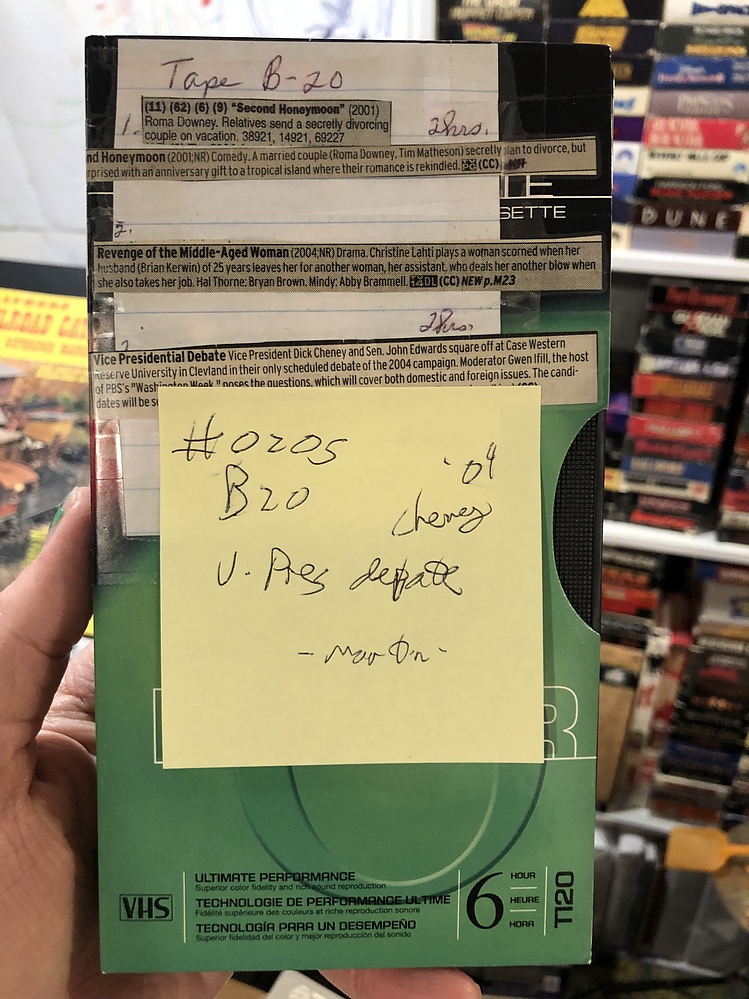 Tape B-20
(11) (62) (6) (9) "Second Honeymoon" (2001)
Roma Downey. Relatives send a secretly divorcing
couple on vacation. 38921, 14921, 69227
1.
2hrs.
nd Honeymoon (2001;NR) Comedy. A married couple (Roma Downey, Tim Matheson) secretly plan to divorce, but
rprised with an anniversary gift to a tropical island where their romance is rekindled. (CC)
SETTE
2.
Revenge of the Middle-Aged Woman (2004;NR) Drama. Christine Lahti plays a woman scorned when her
husband (Brian Kerwin) of 25 years leaves her for another woman, her assistant, who deals her another blow when
she also takes her job. Hal Thorne: Bryan Brown. Mindy: Abby Brammell. (CC) NEW p.M23
2hrs.
Vice Presidential Debate Vice President Dick Cheney and Sen. John Edwards square off at Case Western
Reserve University in Clevland in their only scheduled debate of the 2004 campaign. Moderator Gwen Ifill, the host
of PBS's "Washington Week," poses the questions, which will cover both domestic and foreign issues. The candi-
dates will be se
#0205
B20
'04
Cheney
V. Pres debate
ULTIMATE PERFORMANCE
Superior color fidelity and rich sound reproduction
TECHNOLOGIE DE PERFORMANCE ULTIME
Fidélité supérieure des couleurs et riche reproduction sonore
TECNOLOGÍA PARA UN DESEMPEÑO
Superior fidelidad del color y mejor reproducción del sonido
VHS
6
HOUR
HEURE
HORA
T120
DUNE